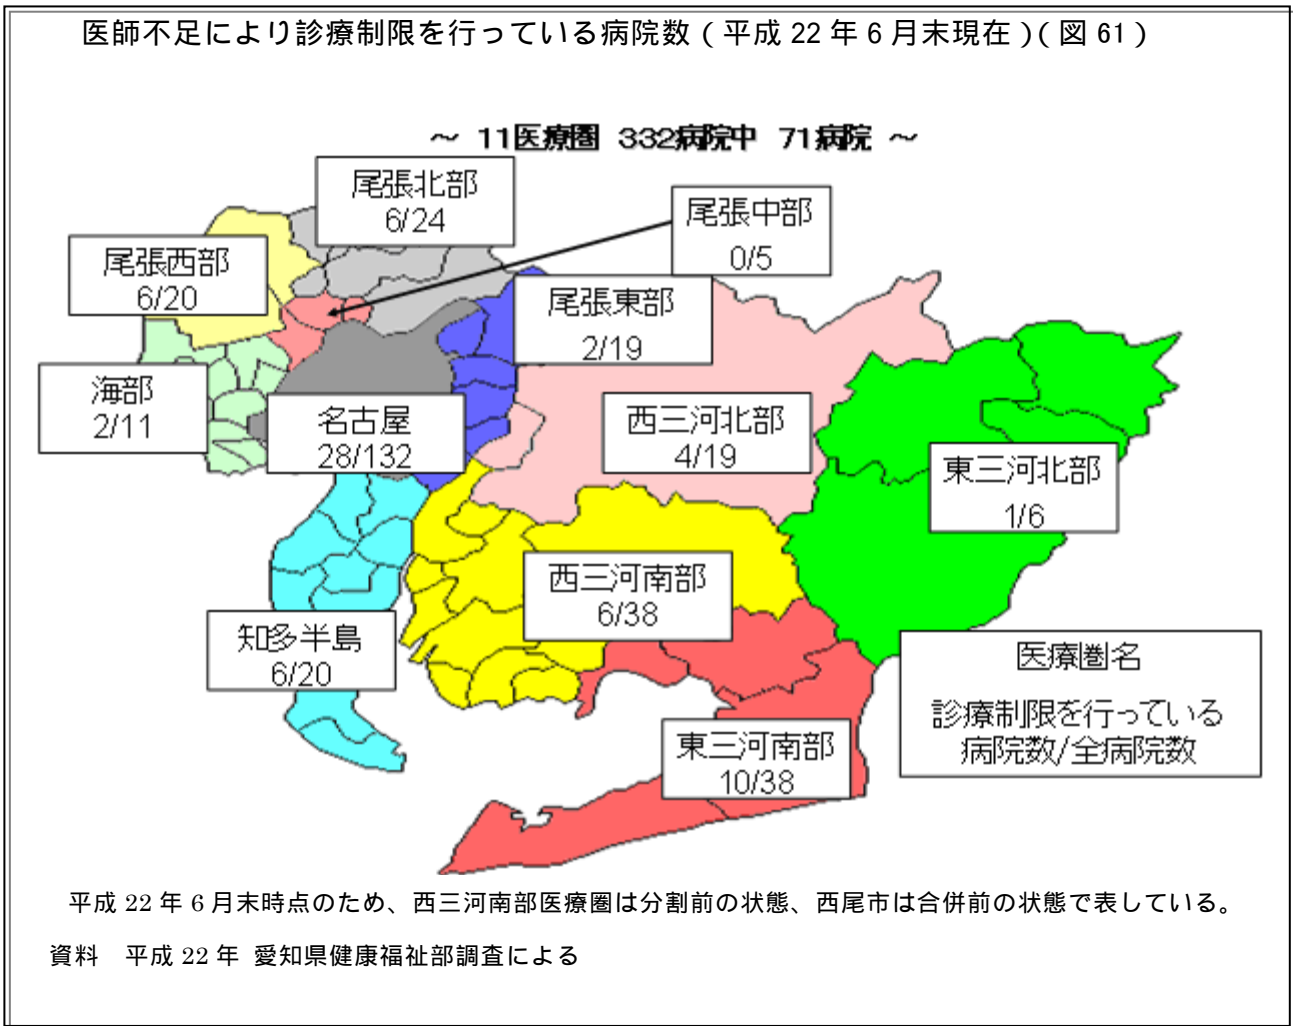 医師不足により診療制限を行っている病院数(平成22年6月末現在)(図61)
～ 11医療圏 332病院中 71病院 ～
尾張北部
6/24
尾張中部
0/5
尾張西部
6/20
尾張東部
2/19
海部
2/11
名古屋
28/132
西三河北部
4/19
東三河北部
1/6
西三河南部
6/38
知多半島
6/20
東三河南部
10/38
医療圏名
診療制限を行っている
病院数/全病院数
平成22年6月末時点のため、西三河南部医療圏は分割前の状態、西尾市は合併前の状態で表している。
資料 平成22年 愛知県健康福祉部調査による